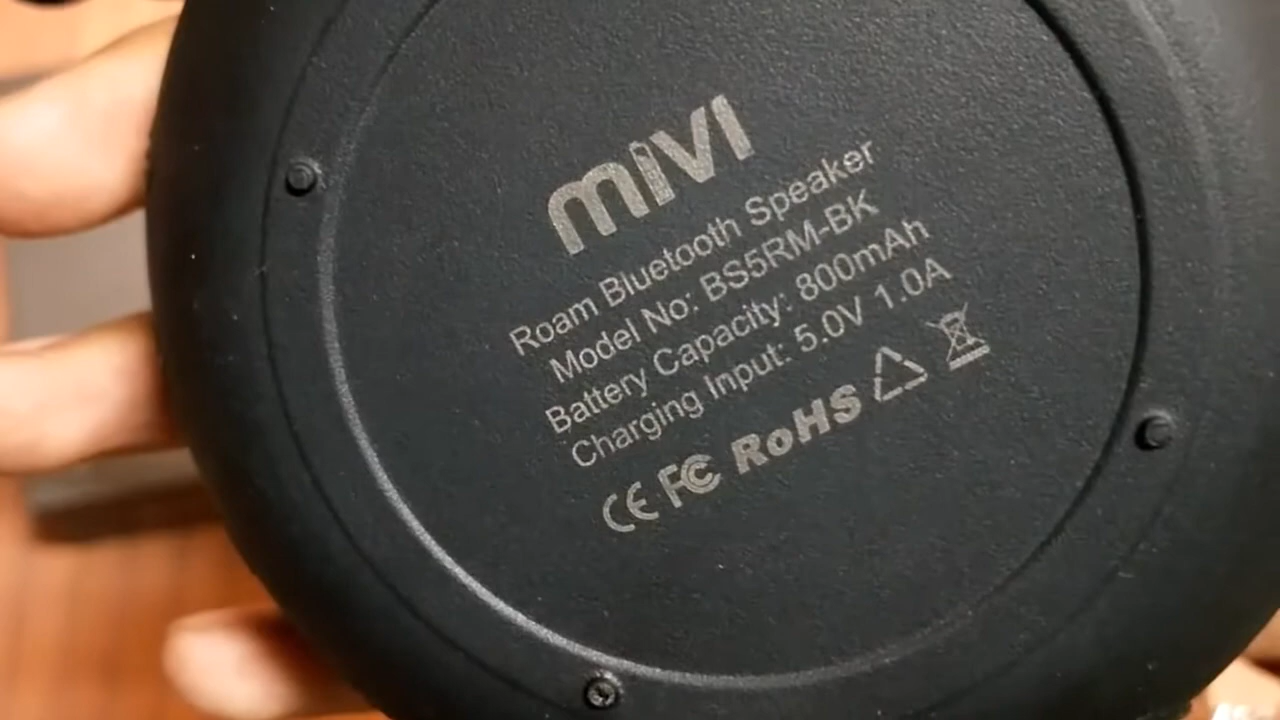 mivi
Roam Bluetooth Speaker
Model No: BS5RM-BK
Battery Capacity: 800mAh
Charging Input: 5.0V 1.0A
CE FC RoHS